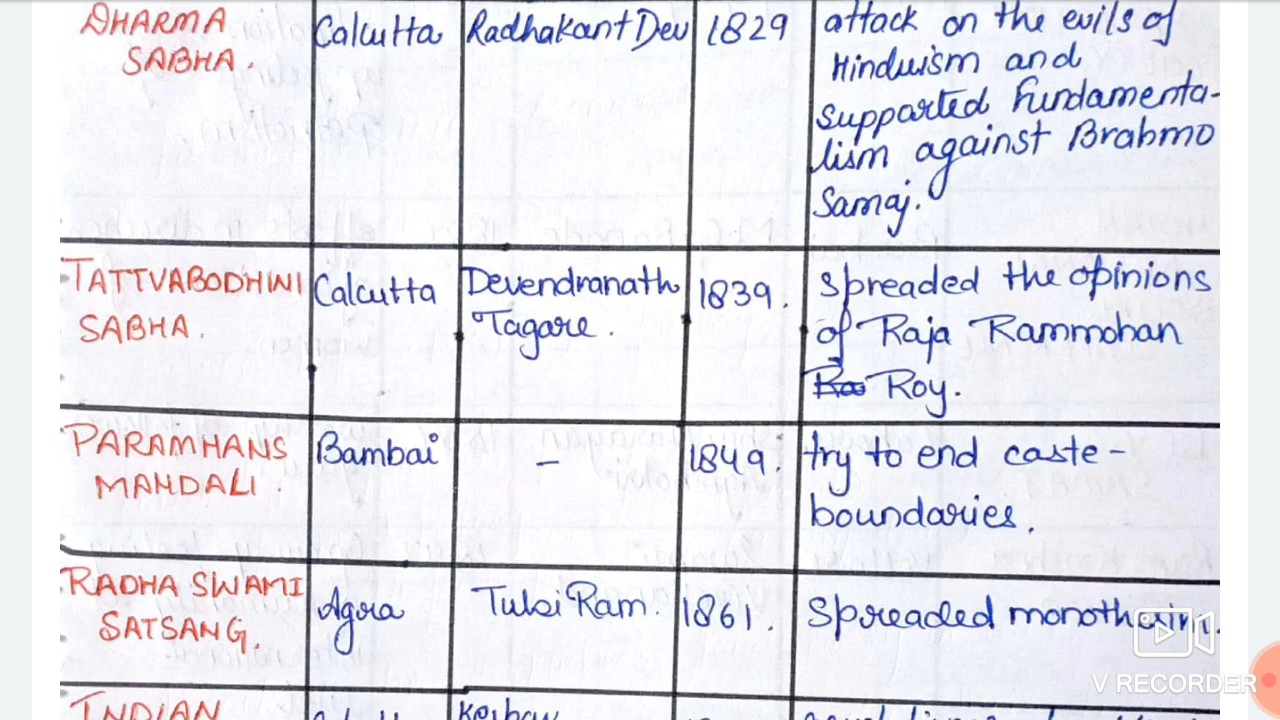 DHARMA
SABHA.
Calcutta
Radhakant Dev
1829
attack on the evils of
Hinduism and
supported Fundamenta-
lism against Brahmo
Samaj.
TATTVABODHINI
SABHA.
Calcutta
Devendranath
Tagore.
1839.
Spreaded the opinions
of Raja Rammohan
Roy.
PARAMHANS
MANDALI.
Bambai
-
1849.
try to end caste-
boundaries.
RADHA SWAMI
SATSANG.
Agra
Tulsi Ram.
1861.
Spreaded monotheism.
INDIAN
Keshav
V RECORDER